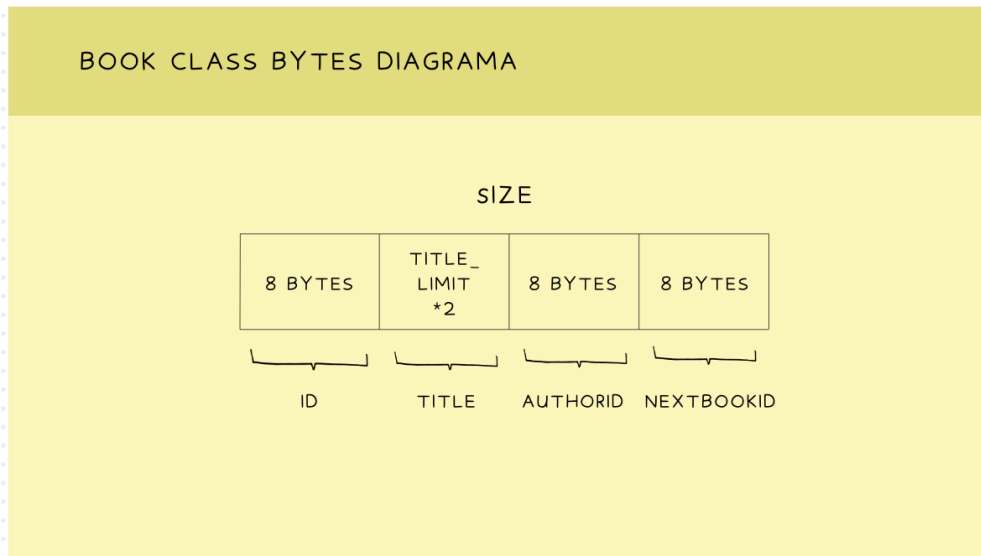 BOOK CLASS BYTES DIAGRAMA
SIZE
8 BYTES
TITLE_
LIMIT
*2
8 BYTES
8 BYTES
ID
TITLE
AUTHORID
NEXTBOOKID